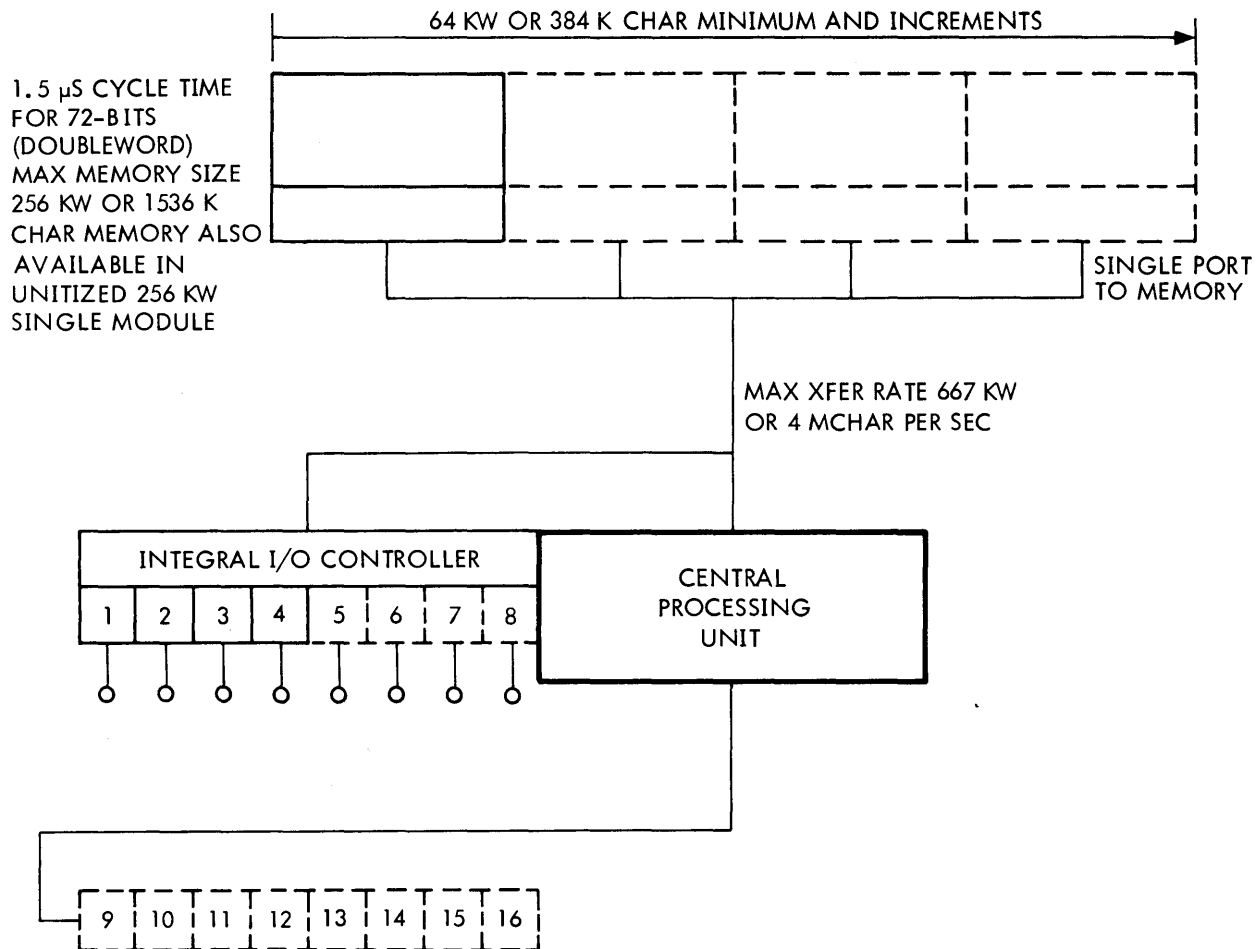 64 KW OR 384 K CHAR MINIMUM AND INCREMENTS
1.5 µS CYCLE TIME
FOR 72-BITS
(DOUBLEWORD)
MAX MEMORY SIZE
256 KW OR 1536 K
CHAR MEMORY ALSO
AVAILABLE IN
UNITIZED 256 KW
SINGLE MODULE
SINGLE PORT
TO MEMORY
MAX XFER RATE 667 KW
OR 4 MCHAR PER SEC
INTEGRAL I/O CONTROLLER
1 2 3 4 5 6 7 8
CENTRAL
PROCESSING
UNIT
9 10 11 12 13 14 15 16